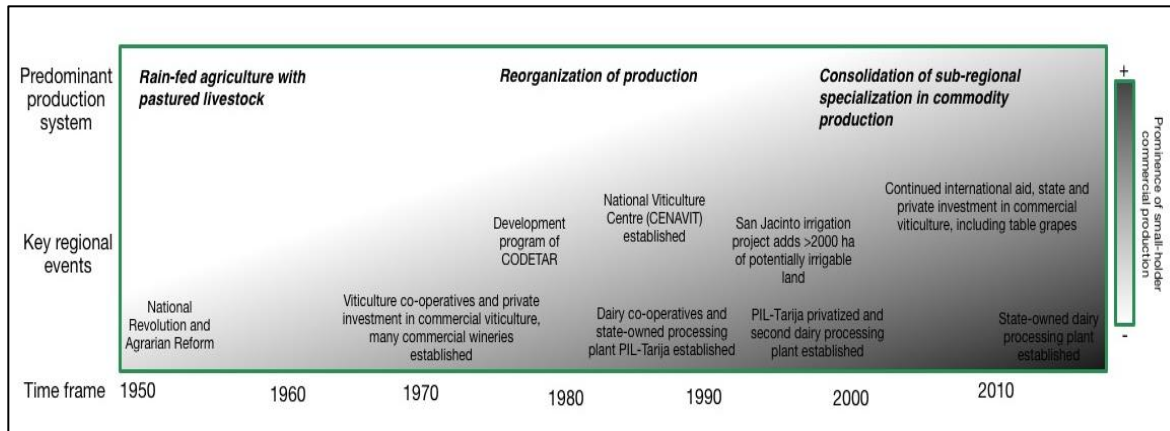 Predominant
production
system
Rain-fed agriculture with
pastured livestock
Reorganization of production
Consolidation of sub-regional
specialization in commodity
production
+
Prominence of small-holder
commercial production
-
Key regional
events
National
Revolution and
Agrarian Reform
Viticulture co-operatives and private
investment in commercial viticulture,
many commercial wineries
established
Development
program of
CODETAR
National Viticulture
Centre (CENAVIT)
established
Dairy co-operatives and
state-owned processing
plant PIL-Tarija established
San Jacinto irrigation
project adds >2000 ha
of potentially irrigable
land
PIL-Tarija privatized and
second dairy processing
plant established
Continued international aid, state and
private investment in commercial
viticulture, including table grapes
State-owned dairy
processing plant
established
Time frame
1950
1960
1970
1980
1990
2000
2010